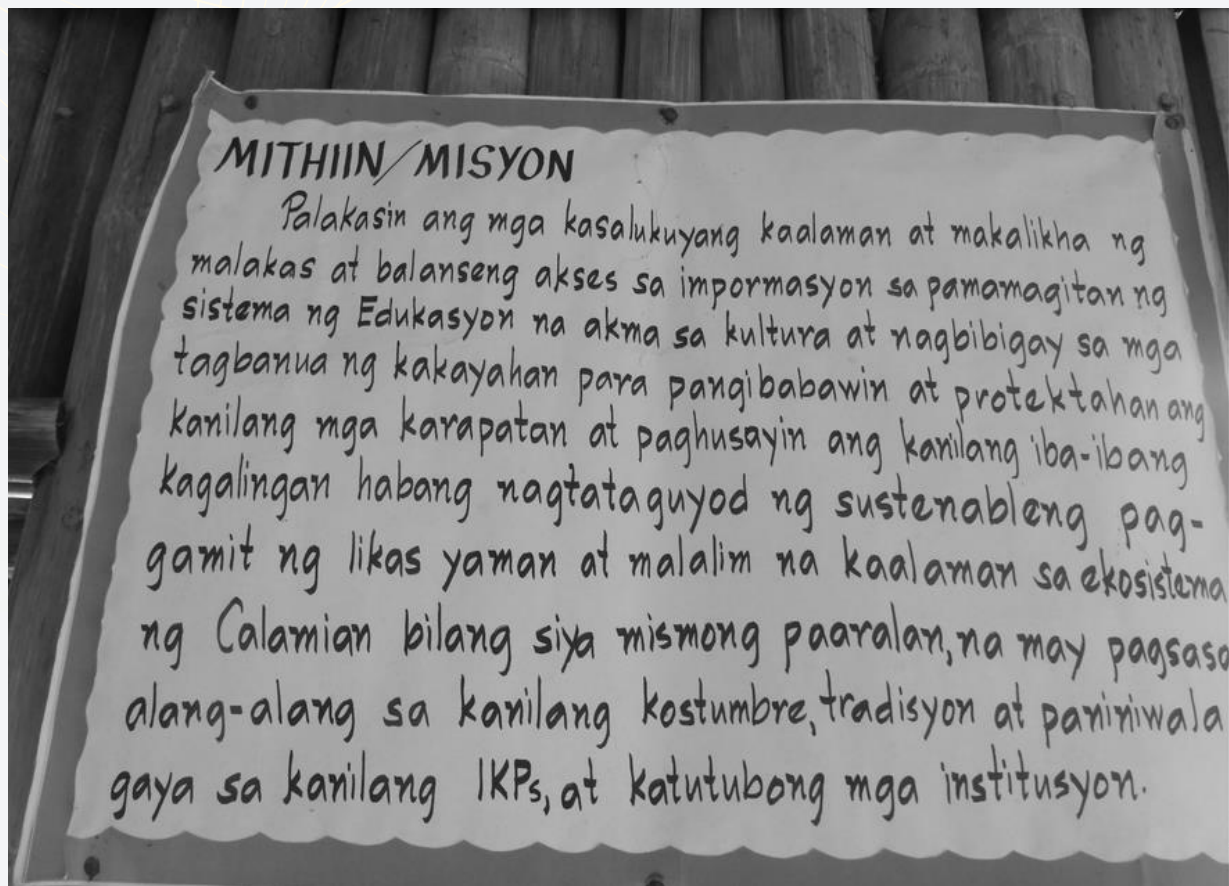 MITHIIN/MISYON
Palakasin ang mga kasalukuyang kaalaman at makalikha ng
malakas at balanseng akses sa impormasyon sa pamamagitan ng
sistema ng Edukasyon na akma sa kultura at nagbibigay sa mga
tagbanua ng kakayahan para pangibabawin at protektahan ang
kanilang mga karapatan at paghusayin ang kanilang iba-ibang
kagalingan habang nagtataguyod ng sustenableng pag-
gamit ng likas yaman at malalim na kaalaman sa ekosistema
ng Calamian bilang siya mismong paaralan, na may pagsasa
alang-alang sa kanilang kostumbre, tradisyon at paniniwala
gaya sa kanilang IKPs, at katutubong mga institusyon.